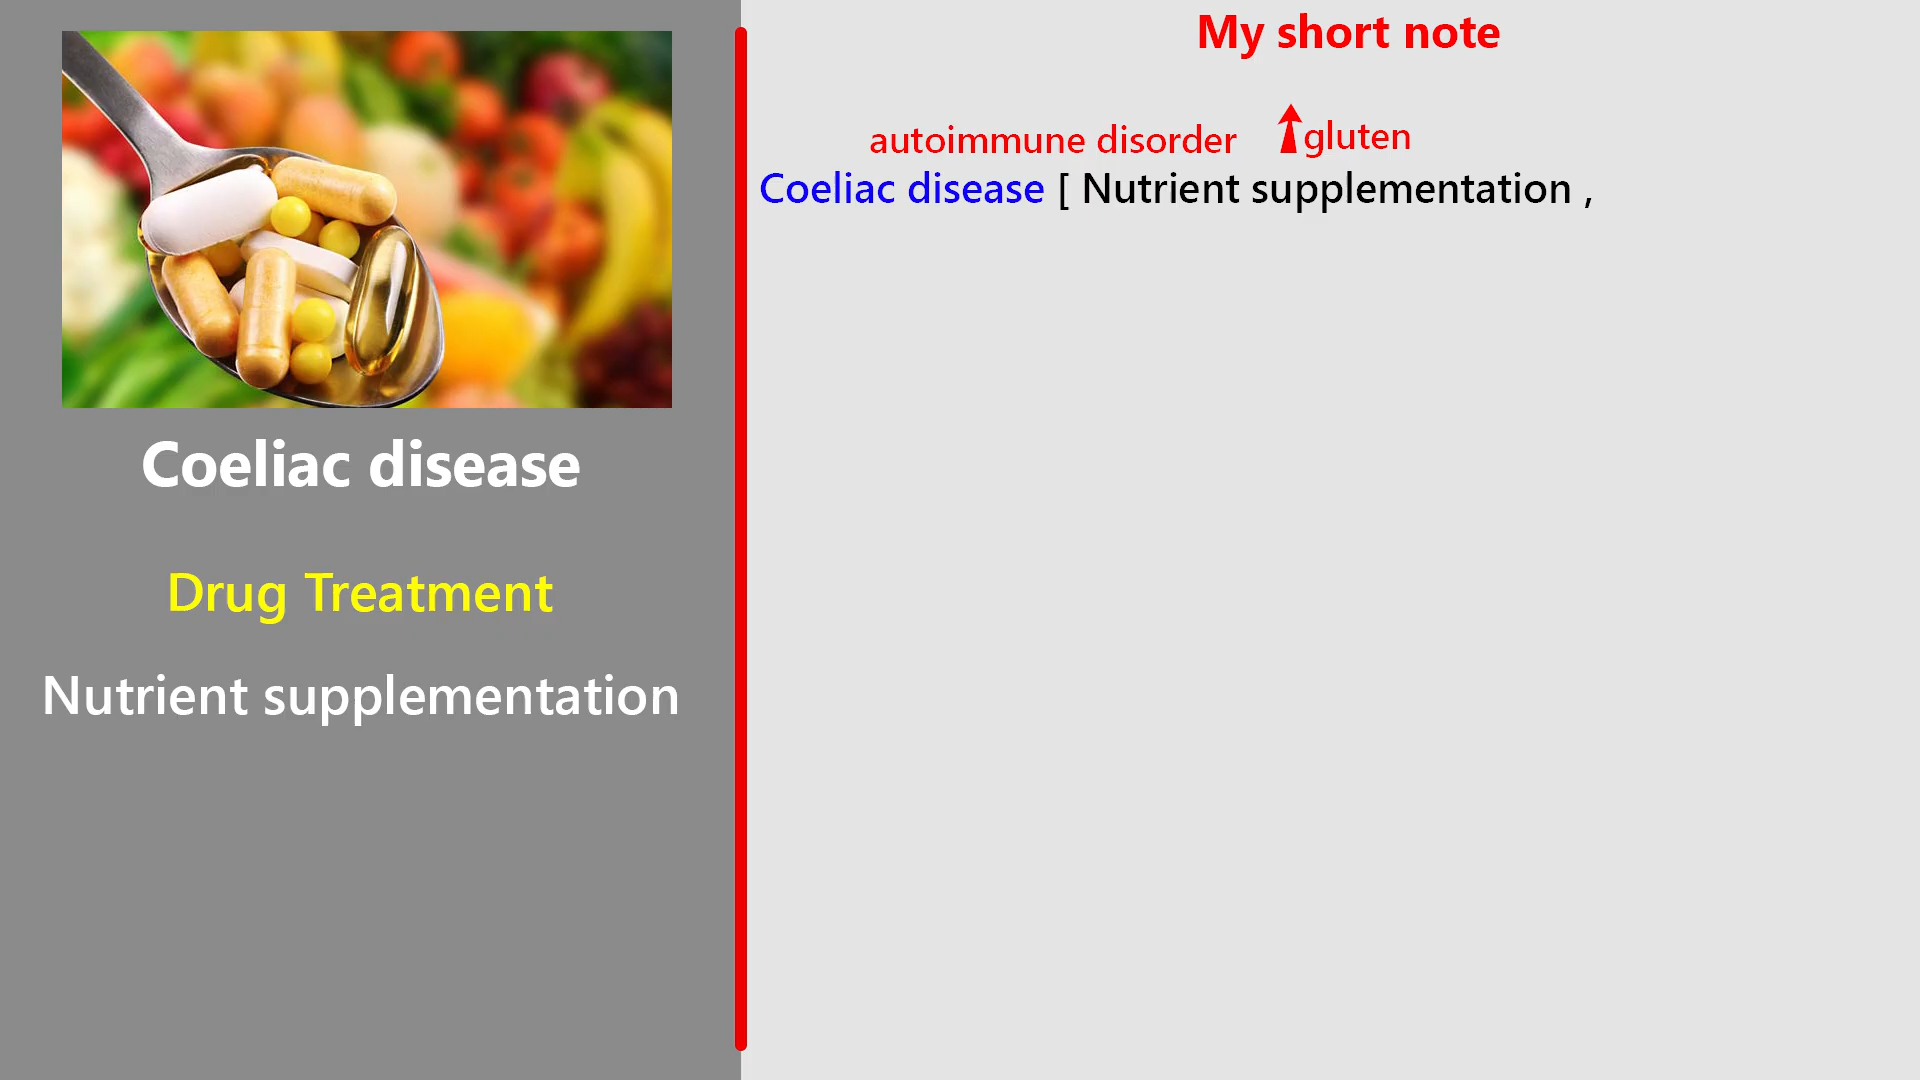 Coeliac disease
Drug Treatment
Nutrient supplementation
My short note
autoimmune disorder gluten
Coeliac disease [ Nutrient supplementation ,